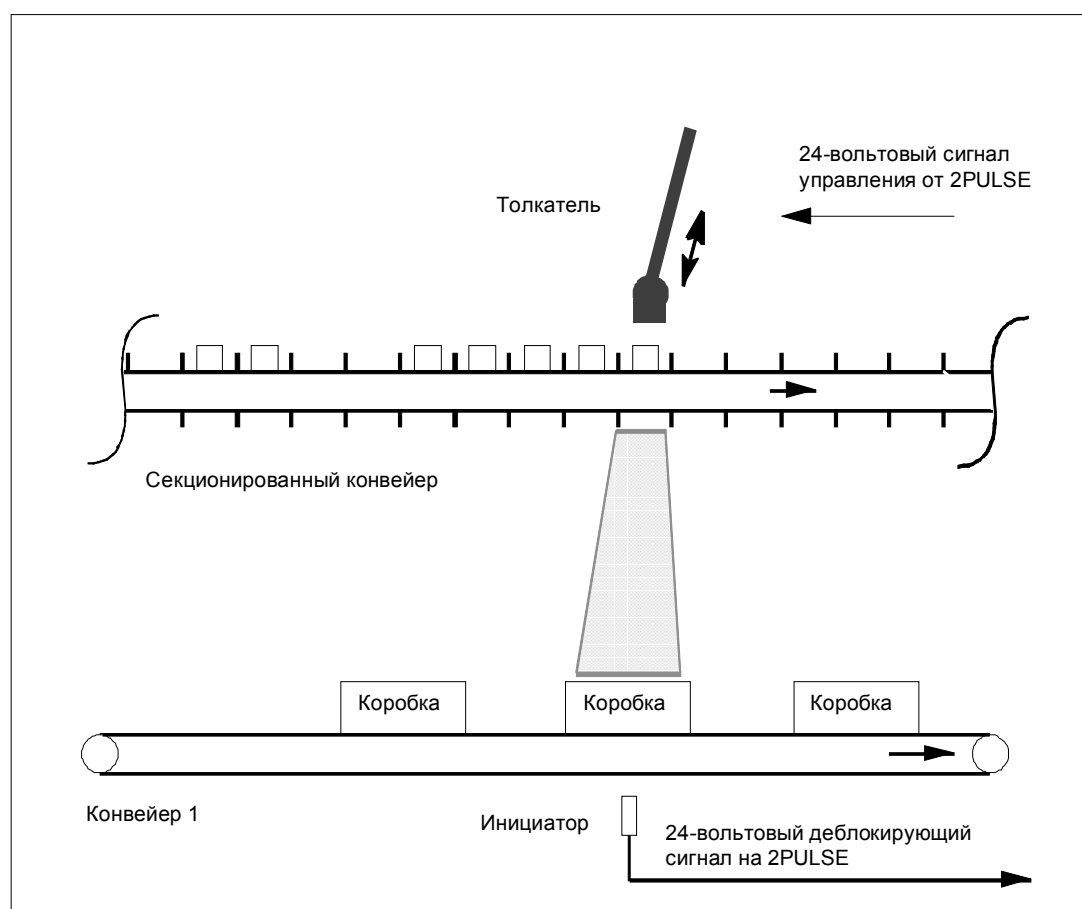 24-вольтовый сигнал
управления от 2PULSE
Толкатель
Секционированный конвейер
Коробка
Коробка
Коробка
Конвейер 1
Инициатор
24-вольтовый деблокирующий
сигнал на 2PULSE